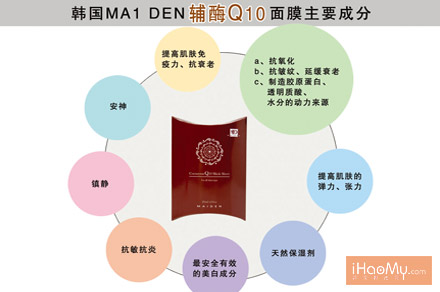 韩国MA1 DEN辅酶Q10面膜主要成分
提高肌肤免
疫力、抗衰老
a、抗氧化
b、抗皱纹、延缓衰老
c、制造胶原蛋白、
透明质酸、
水分的动力来源
安神
镇静
提高肌肤的
弹力、张力
抗敏抗炎
最安全有效
的美白成分
天然保湿剂
MAIDEN
iHaoMy.com